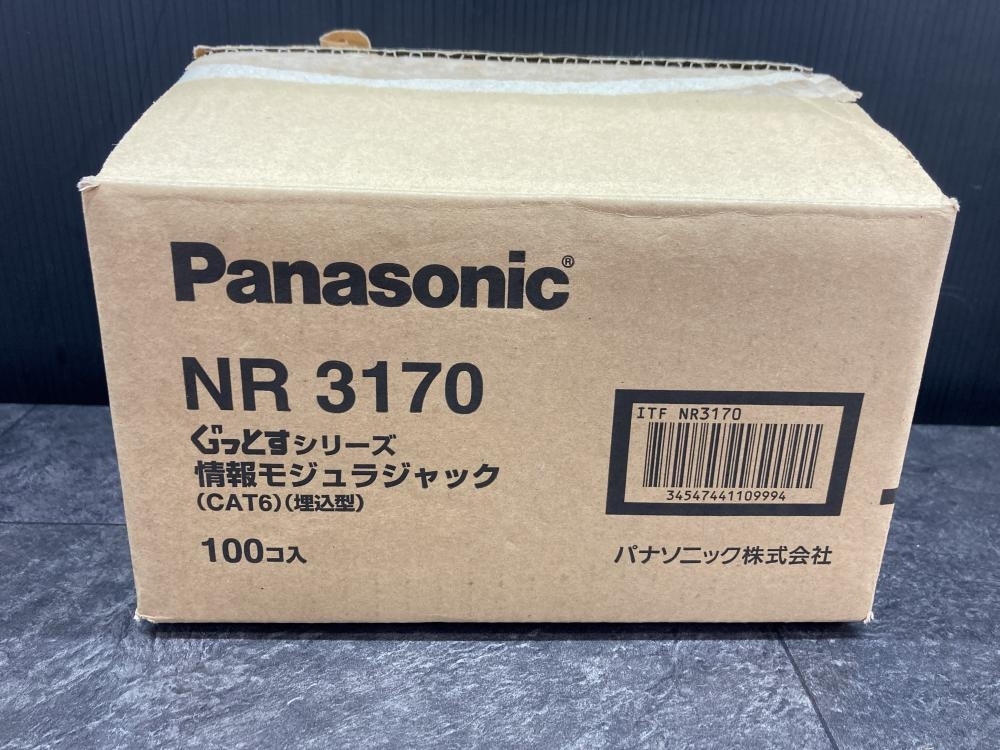 Panasonic®
NR 3170
ぐっとすシリーズ
情報モジュラジャック
(CAT6)(埋込型)
100コ入
ITF NR3170
34547441109994
パナソニック株式会社